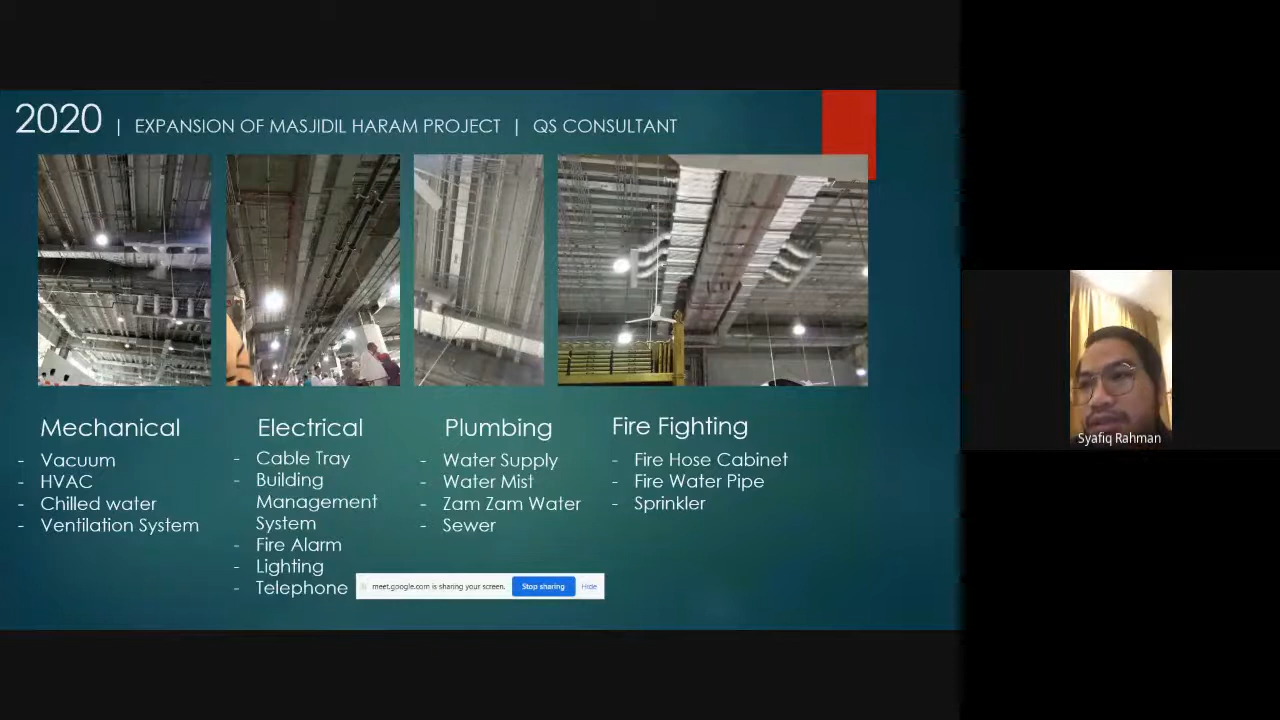 2020 | EXPANSION OF MASJIDIL HARAM PROJECT | QS CONSULTANT
Mechanical
- Vacuum
- HVAC
- Chilled water
- Ventilation System
Electrical
- Cable Tray
- Building
Management
System
- Fire Alarm
- Lighting
- Telephone
Plumbing
- Water Supply
- Water Mist
- Zam Zam Water
- Sewer
Fire Fighting
- Fire Hose Cabinet
- Fire Water Pipe
- Sprinkler
meet.google.com is sharing your screen. Stop sharing Hide
Syafiq Rahman